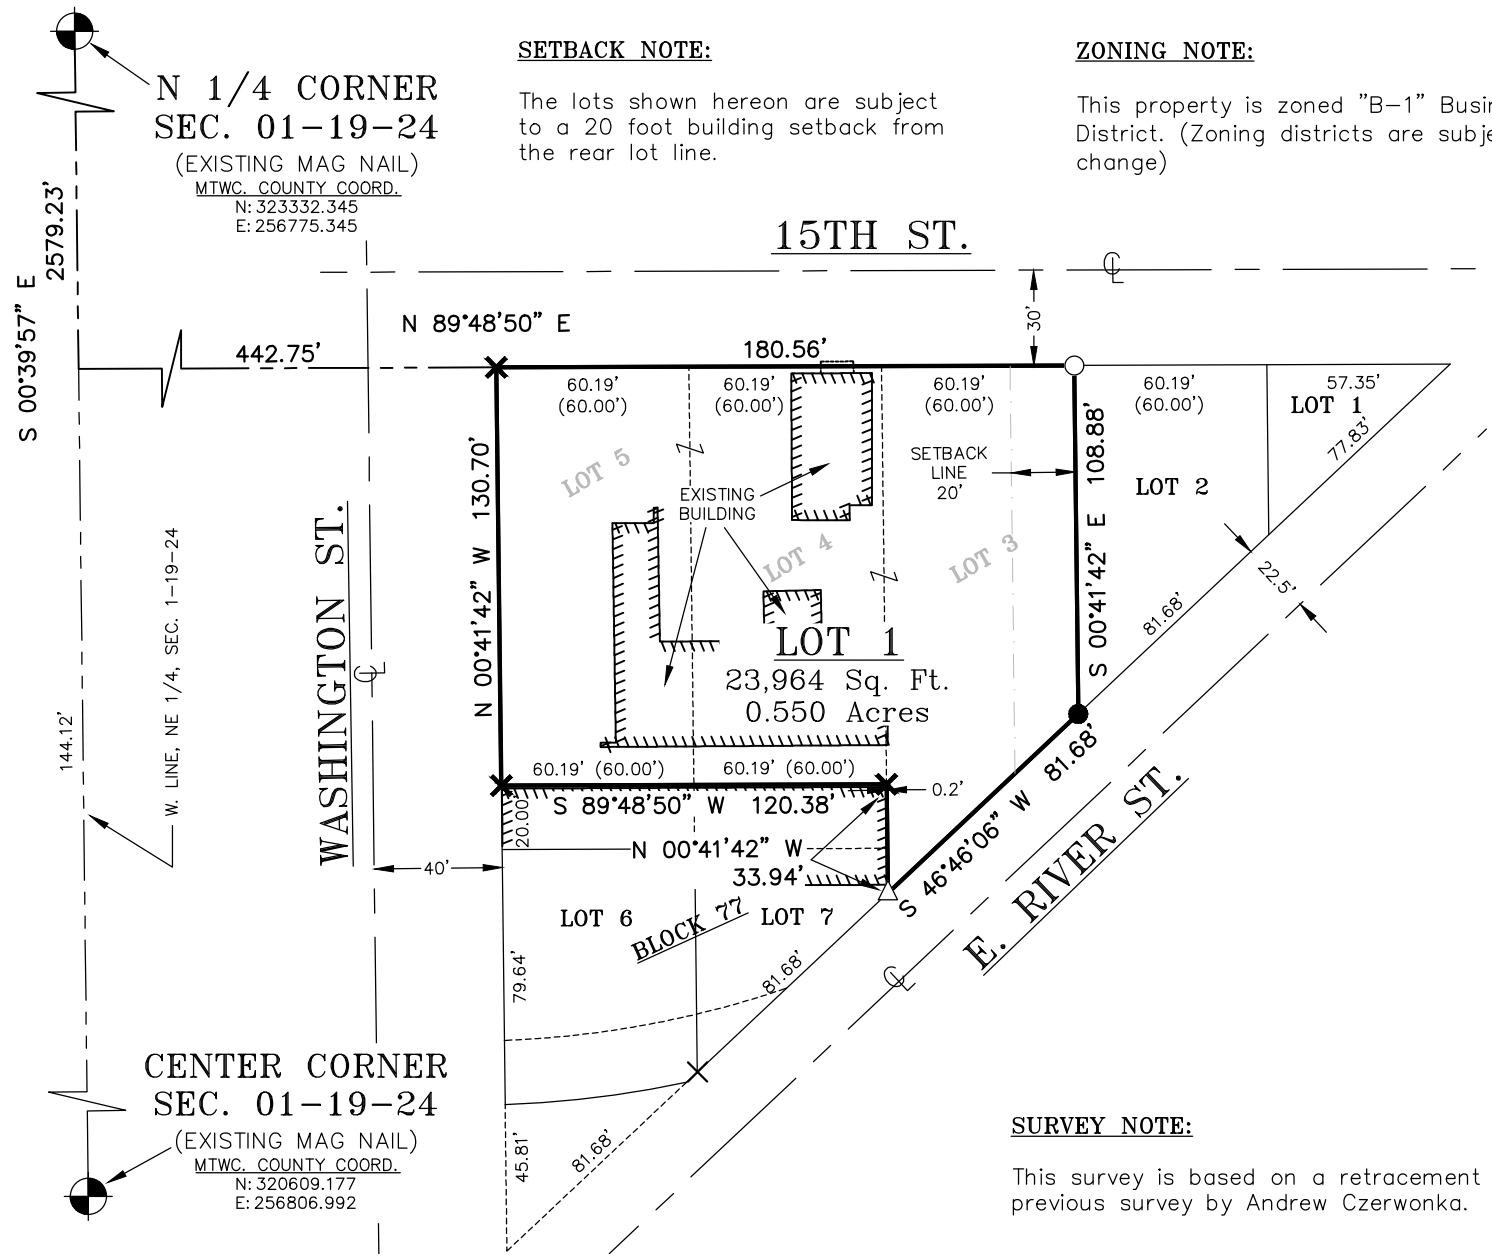 N 1/4 CORNER
SEC. 01-19-24
(EXISTING MAG NAIL)
MTWC. COUNTY COORD.
N: 323332.345
E: 256775.345
SETBACK NOTE:
The lots shown hereon are subject
to a 20 foot building setback from
the rear lot line.
ZONING NOTE:
This property is zoned "B-1" Busin
District. (Zoning districts are subje
change)
S 00°39'57" E
2579.23'
15TH ST.
CL
30'
N 89°48'50" E
442.75'
180.56'
60.19'
(60.00')
60.19'
(60.00')
60.19'
(60.00')
60.19'
(60.00')
57.35'
LOT 1
77.83'
LOT 2
N 00°41'42" W 130.70'
S 00°41'42" E 108.88'
LOT 5
LOT 4
LOT 3
SETBACK
LINE
20'
EXISTING
BUILDING
22.5'
81.68'
WASHINGTON ST.
CL
W. LINE, NE 1/4, SEC. 1-19-24
144.12'
LOT 1
23,964 Sq. Ft.
0.550 Acres
60.19' (60.00')
60.19' (60.00')
S 89°48'50" W 120.38'
0.2'
20.00'
N 00°41'42" W
33.94'
40'
S 46°46'06" W 81.68'
E. RIVER ST.
CL
LOT 6
BLOCK 77
LOT 7
79.64'
81.68'
45.81'
81.68'
CENTER CORNER
SEC. 01-19-24
(EXISTING MAG NAIL)
MTWC. COUNTY COORD.
N: 320609.177
E: 256806.992
SURVEY NOTE:
This survey is based on a retracement
previous survey by Andrew Czerwonka.